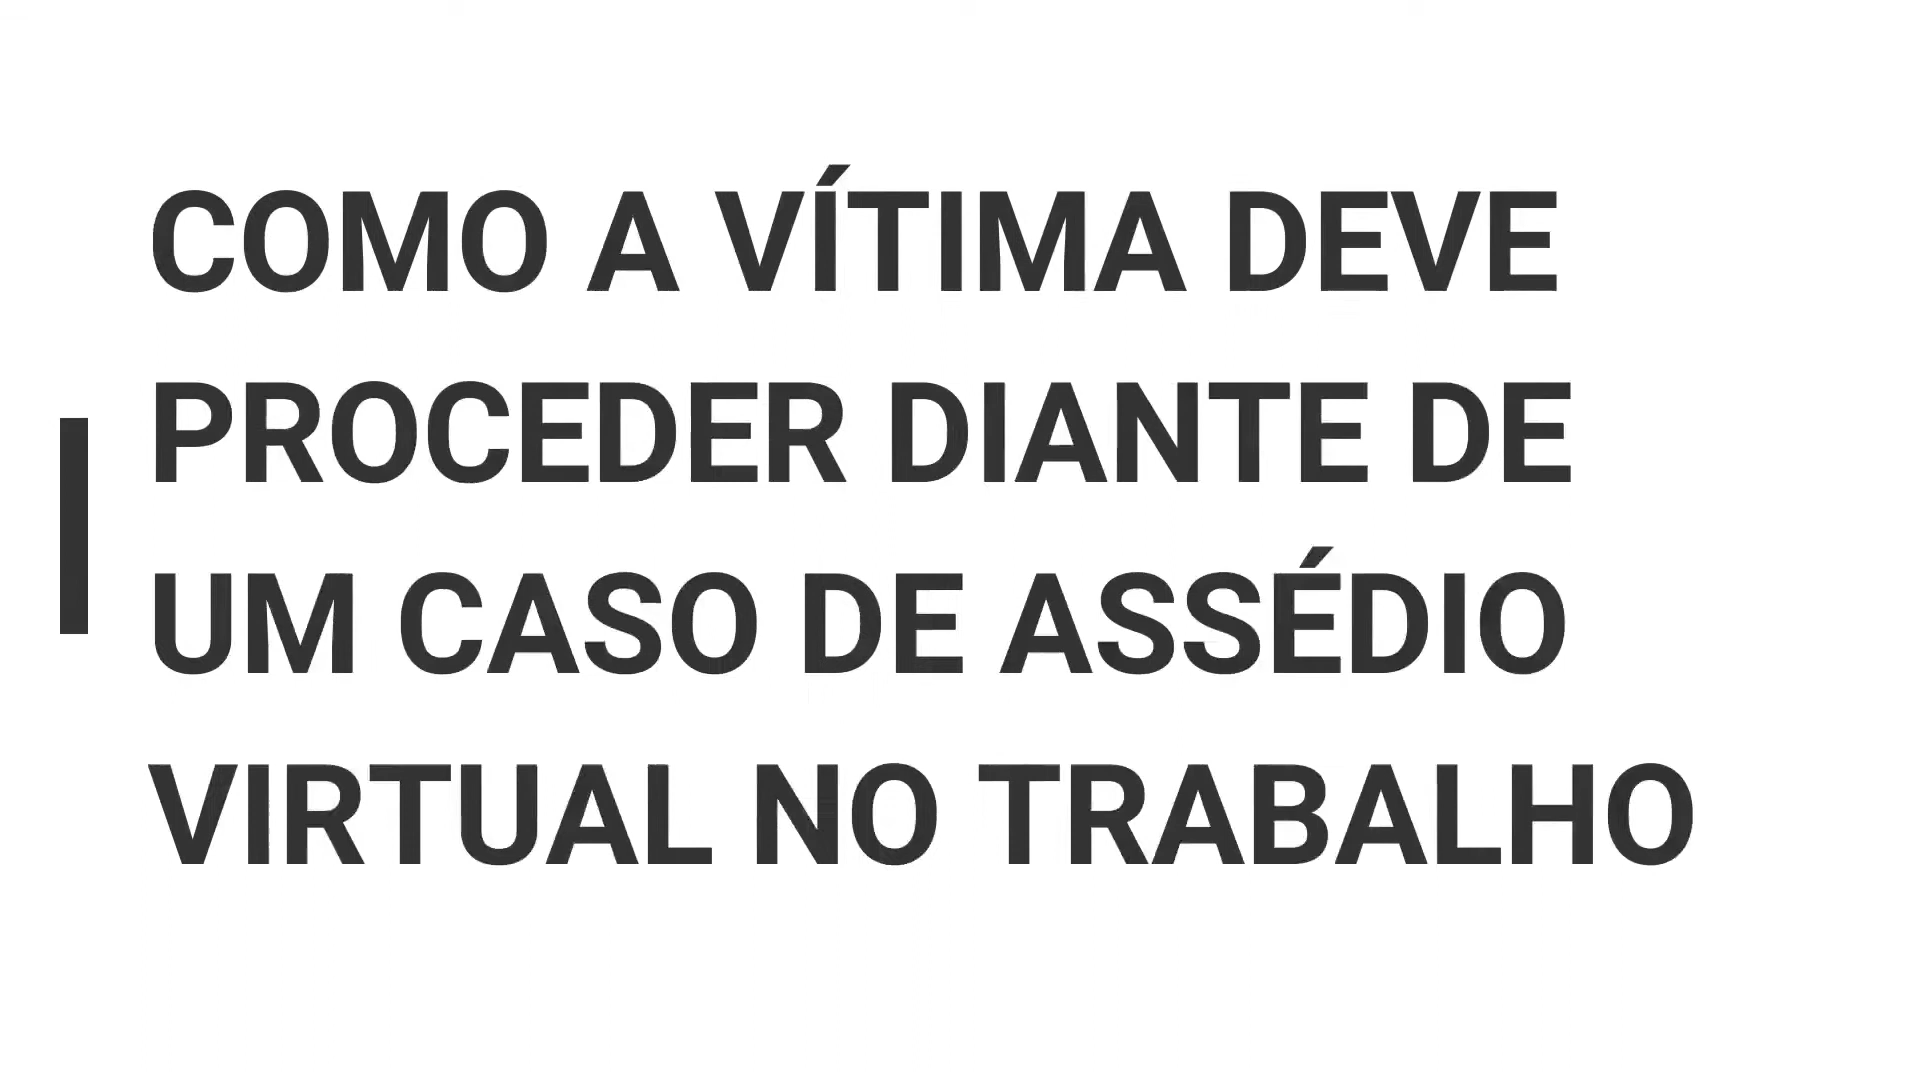 COMO A VÍTIMA DEVE
PROCEDER DIANTE DE
UM CASO DE ASSÉDIO
VIRTUAL NO TRABALHO